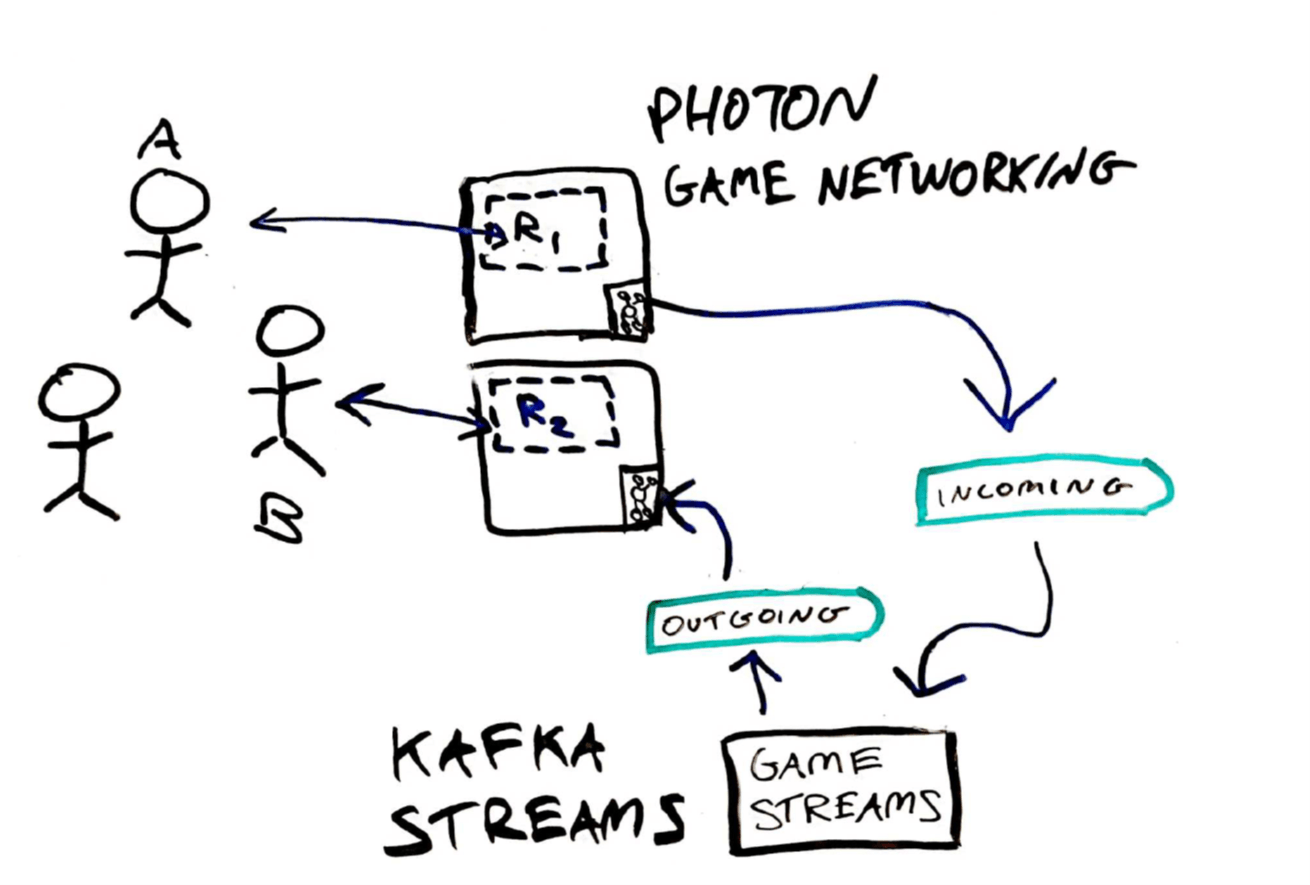 PHOTON
GAME NETWORKING
A
R1
R2
B
INCOMING
OUTGOING
KAFKA
STREAMS
GAME
STREAMS